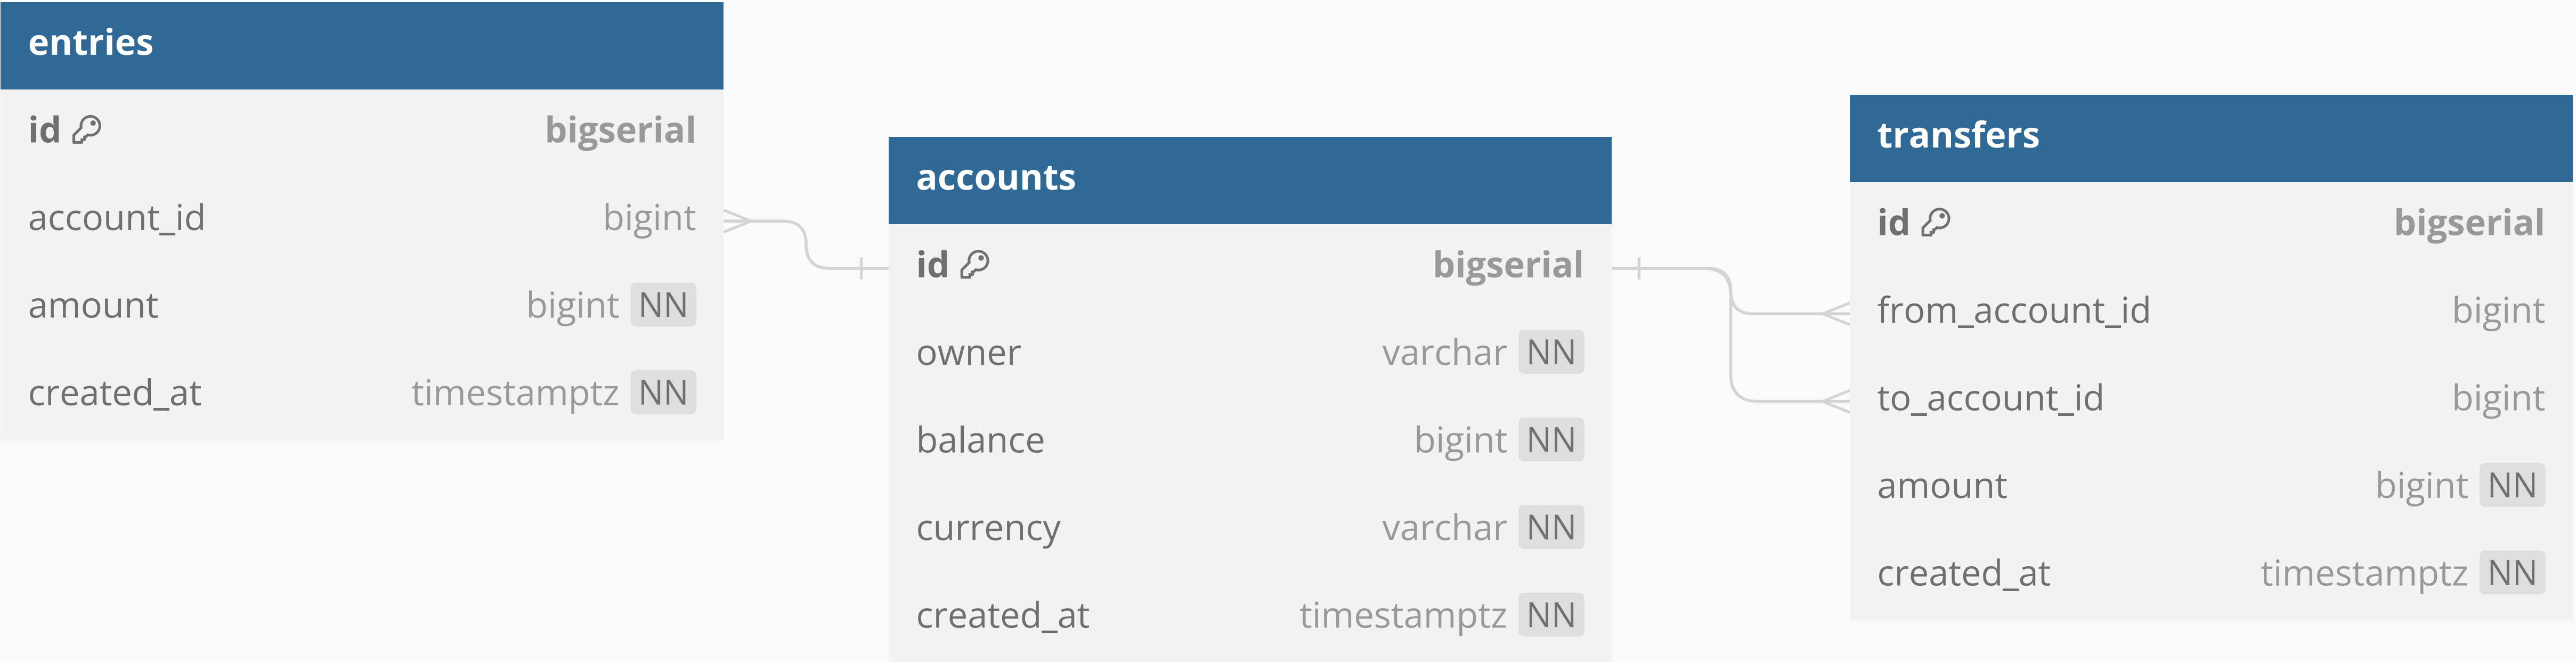 entries
id bigserial
account_id bigint
amount bigint NN
created_at timestamptz NN
accounts
id bigserial
owner varchar NN
balance bigint NN
currency varchar NN
created_at timestamptz NN
transfers
id bigserial
from_account_id bigint
to_account_id bigint
amount bigint NN
created_at timestamptz NN